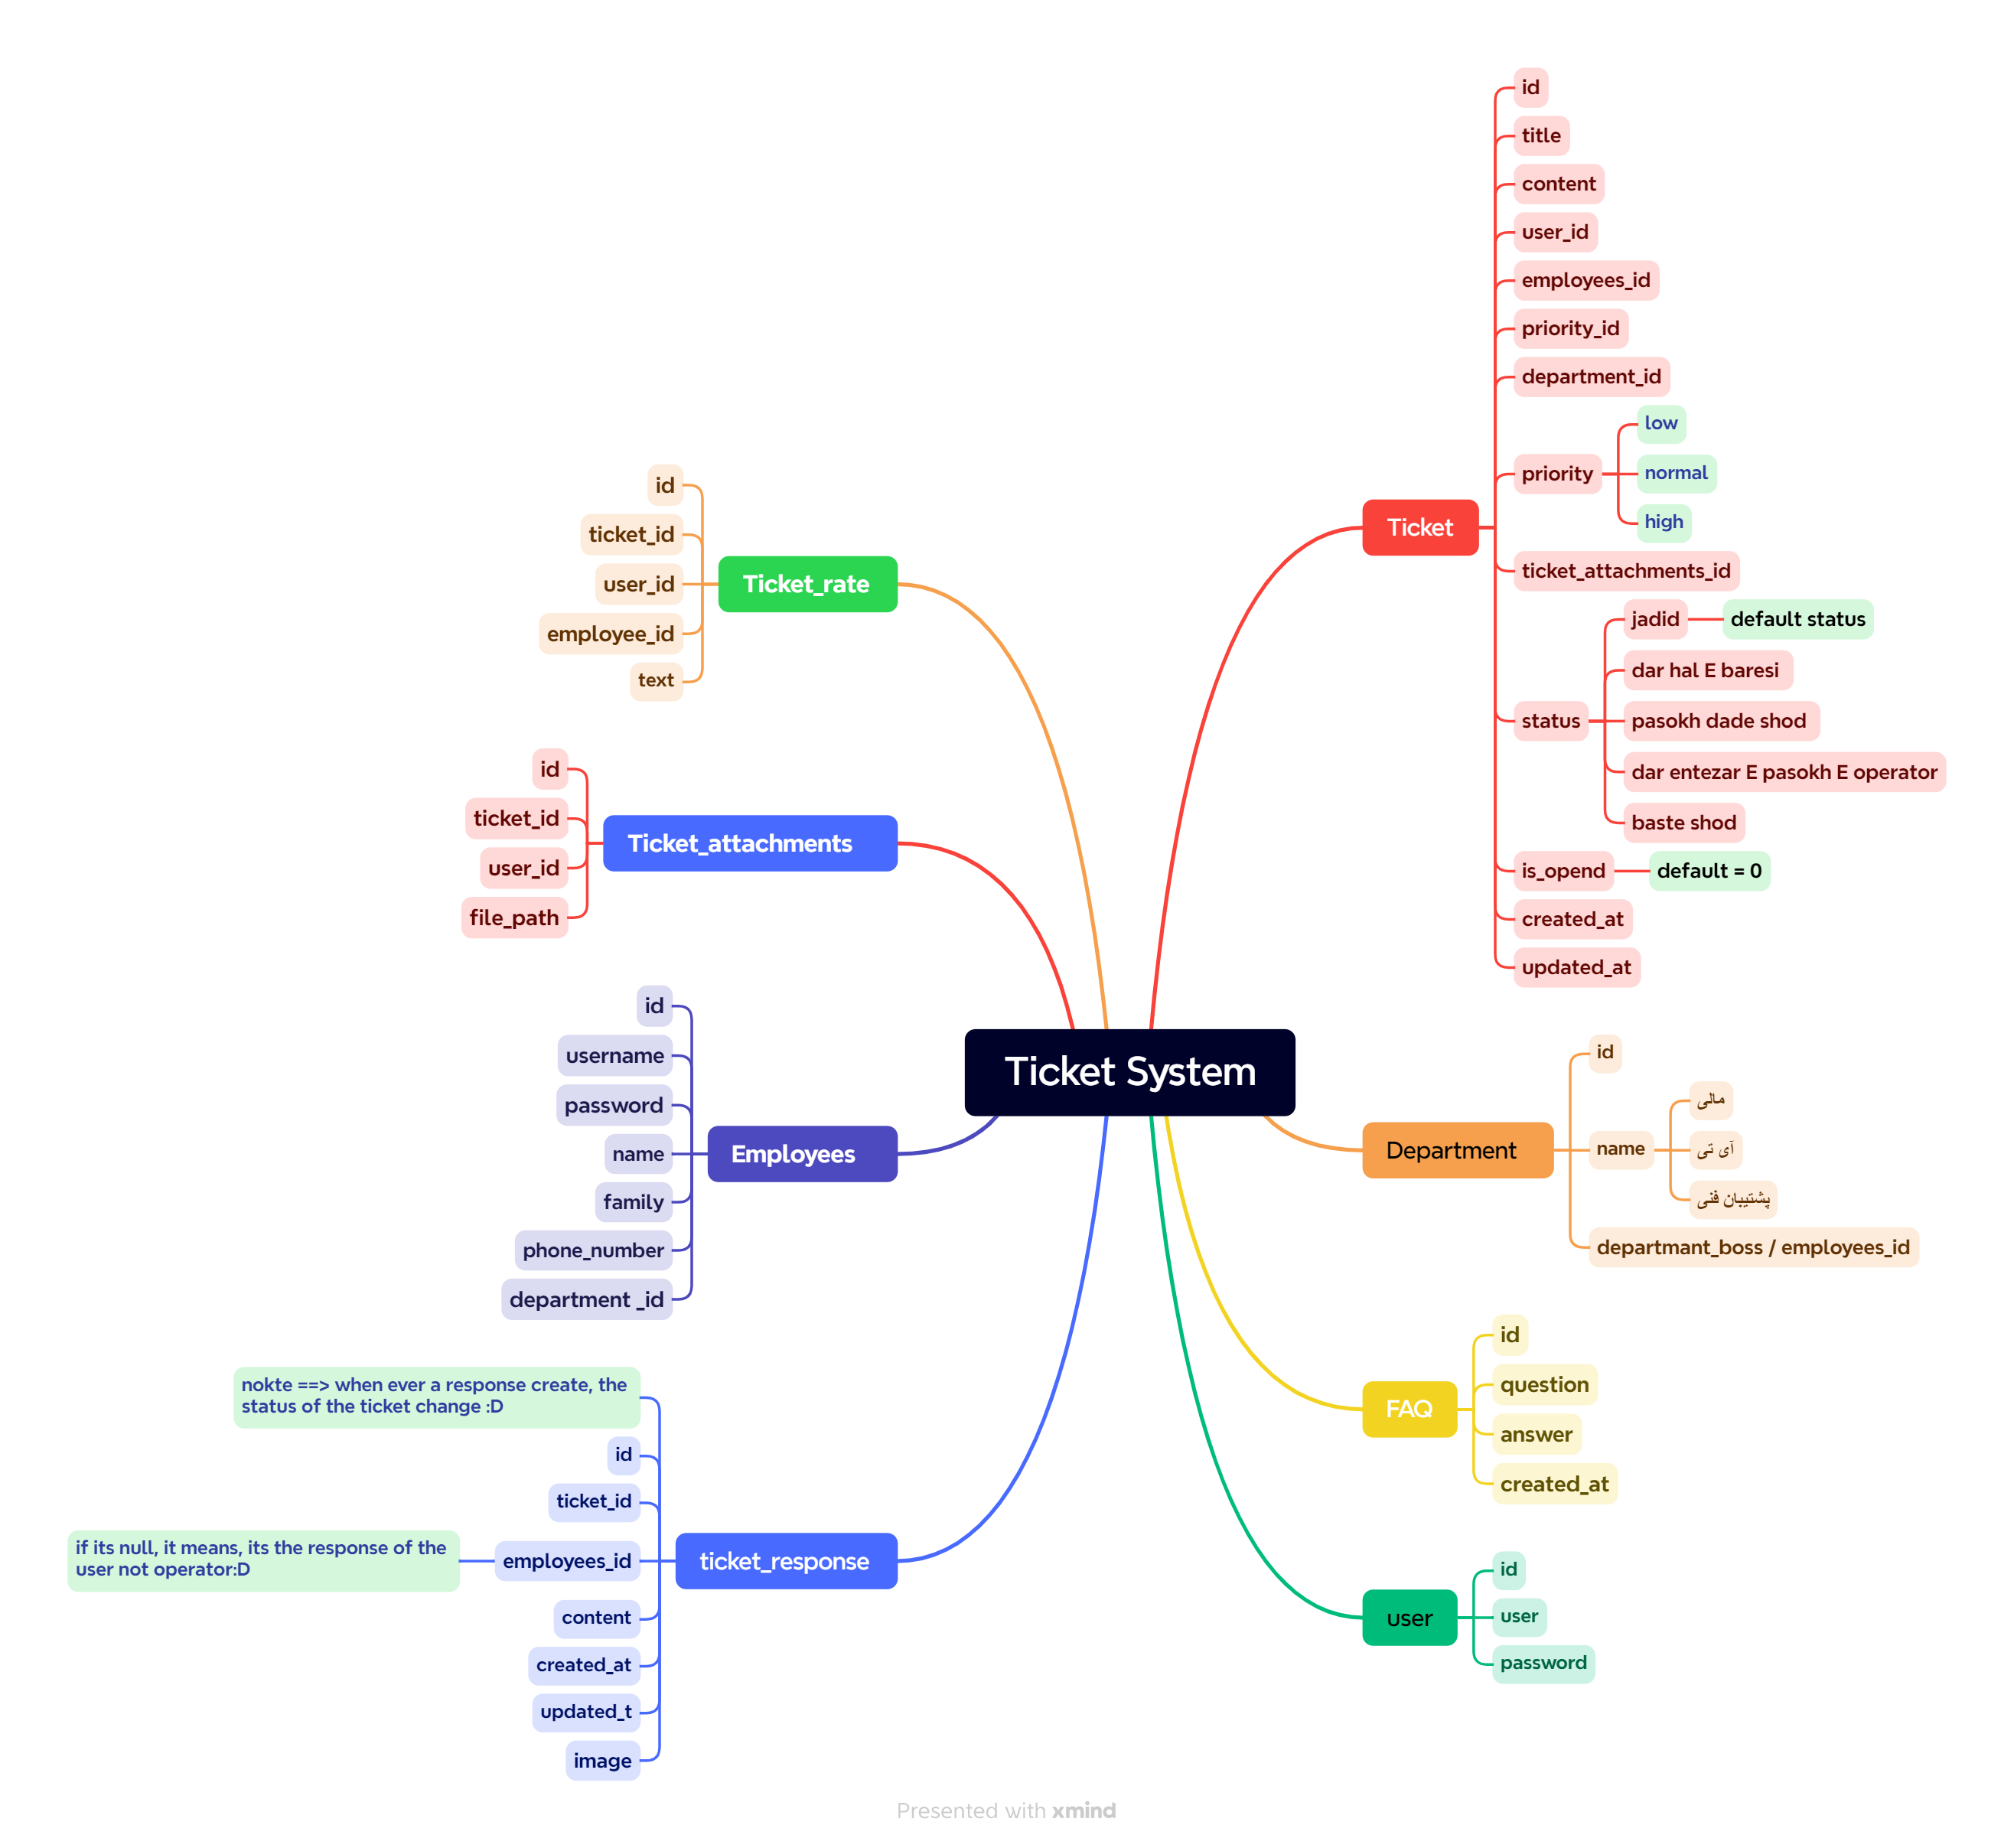 Ticket System
Ticket
id
title
content
user_id
employees_id
priority_id
department_id
priority
low
normal
high
ticket_attachments_id
status
jadid
default status
dar hal E baresi
pasokh dade shod
dar entezar E pasokh E operator
baste shod
is_opend
default = 0
created_at
updated_at
Department
id
name
مالی
آی تی
پشتیبان فنی
departmant_boss / employees_id
FAQ
id
question
answer
created_at
user
id
user
password
Ticket_rate
id
ticket_id
user_id
employee_id
text
Ticket_attachments
id
ticket_id
user_id
file_path
Employees
id
username
password
name
family
phone_number
department _id
ticket_response
nokte ==> when ever a response create, the
status of the ticket change :D
id
ticket_id
employees_id
if its null, it means, its the response of the
user not operator:D
content
created_at
updated_t
image
Presented with xmind